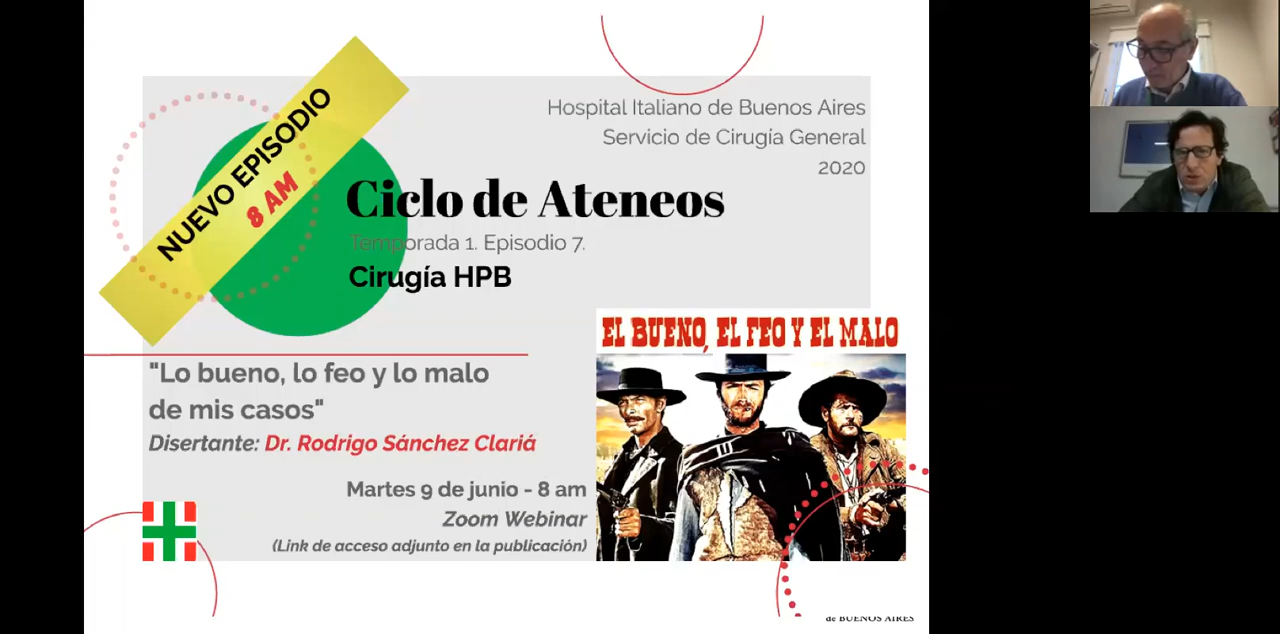 Hospital Italiano de Buenos Aires
Servicio de Cirugía General
2020
NUEVO EPISODIO
8 AM
Ciclo de Ateneos
Temporada 1. Episodio 7.
Cirugía HPB
EL BUENO, EL FEO Y EL MALO
"Lo bueno, lo feo y lo malo
de mis casos"
Disertante: Dr. Rodrigo Sánchez Clariá
Martes 9 de junio - 8 am
Zoom Webinar
(Link de acceso adjunto en la publicación)
de BUENOS AIRES